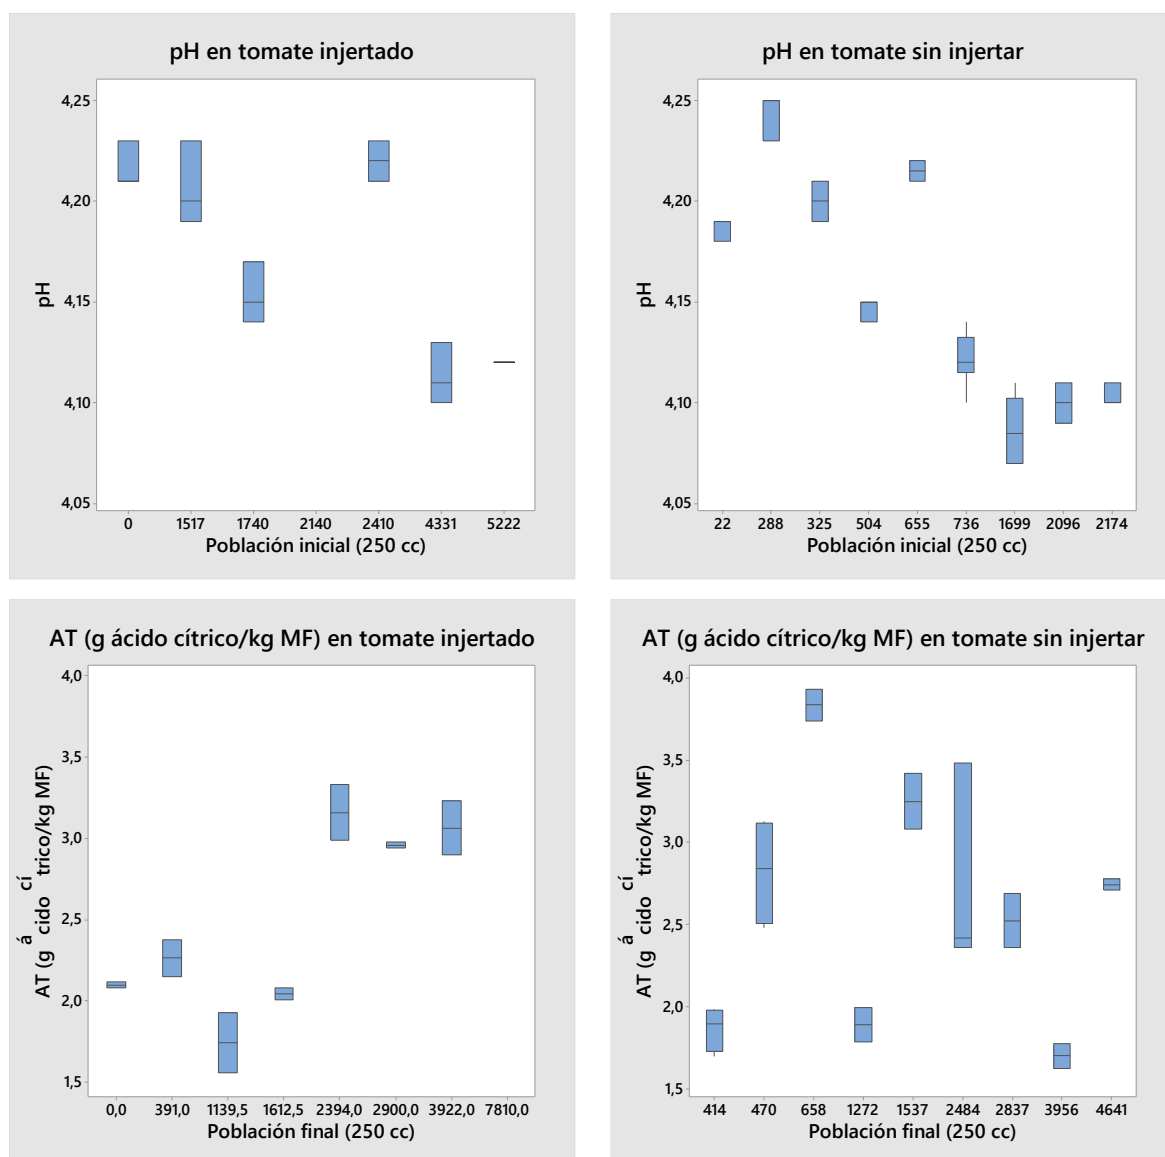 pH en tomate injertado
4,25
4,20
4,15
4,10
4,05
pH
0 1517 1740 2140 2410 4331 5222
Población inicial (250 cc)
pH en tomate sin injertar
4,25
4,20
4,15
4,10
4,05
pH
22 288 325 504 655 736 1699 2096 2174
Población inicial (250 cc)
AT (g ácido cítrico/kg MF) en tomate injertado
4,0
3,5
3,0
2,5
2,0
1,5
AT (g ácido cítrico/kg MF)
0,0 391,0 1139,5 1612,5 2394,0 2900,0 3922,0 7810,0
Población final (250 cc)
AT (g ácido cítrico/kg MF) en tomate sin injertar
4,0
3,5
3,0
2,5
2,0
1,5
AT (g ácido cítrico/kg MF)
414 470 658 1272 1537 2484 2837 3956 4641
Población final (250 cc)